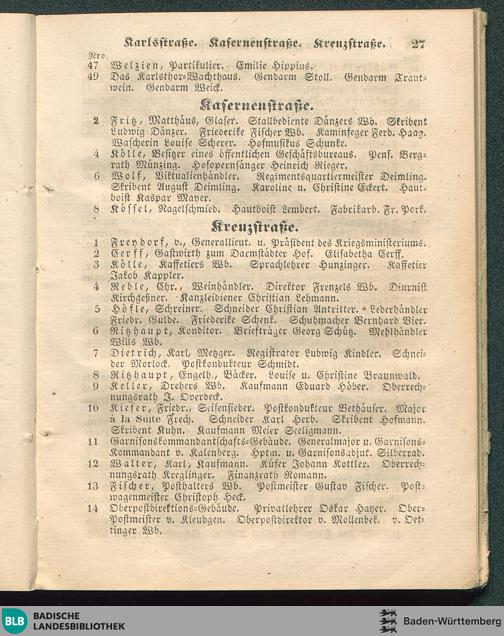 Karlsstraße. Kasernenstraße. Kreuzstraße. 27
Nro.
47 Welzien, Partikulier. Emilie Hippius.
49 Das Karlsthor-Wachthaus. Gendarm Stoll. Gendarm Traut-
wein. Gendarm Weick.
Kasernenstraße.
2 Fritz, Matthäus, Glaser. Stallbediente Dänzers Wb. Skribent
Ludwig Dänzer. Friederike Fischer Wb. Kaminfeger Ferd. Haag.
Wascherin Louise Scherer. Hofmusikus Schunke.
4 Kölle, Besitzer eines öffentlichen Geschäftsbureaus. Pens. Berg-
rath Münzing. Hofopernsänger Heinrich Rieger.
6 Wolf, Viktualienhändler. Regimentsquartiermeister Deimling.
Skribent August Deimling. Karoline u. Christine Eckert. Haut-
boist Kaspar Mayer.
8 Kössel, Nagelschmied. Hautboist Lembert. Fabrikarb. Fr. Pork.
Kreuzstraße.
1 Freydorf, v., Generallieut. u. Präsident des Kriegsministeriums.
2 Cerff, Gastwirth zum Darmstädter Hof. Elisabetha Cerff.
3 Kölle, Kaffetiers Wb. Sprachlehrer Hunzinger. Kaffetier
Jakob Kappler.
4 Reble, Chr., Weinhändler. Direktor Frenzels Wb. Diurnist
Kirchgeßner. Kanzleidiener Christian Lehmann.
5 Höfle, Schreiner. Schneider Christian Antritter. Lederhändler
Friedr. Gulde. Friederike Schenk. Schuhmacher Bernhard Bier.
6 Ritzhaupt, Konditor. Briefträger Georg Schütz. Mehlhändler
Wills Wb.
7 Dietrich, Karl, Metzger. Registrator Ludwig Kindler. Schnei-
der Morlock. Postkondukteur Schmidt.
8 Ritzhaupt, Engelh., Bäcker. Louise u. Christine Braunwald.
9 Keller, Drehers Wb. Kaufmann Eduard Höber. Oberrech-
nungsrath J. Overdeck.
10 Kiefer, Friedr., Seifensieder. Postkondukteur Bethäuser. Major
à la Suite Frech. Schneider Karl Herb. Skribent Hofmann.
Skribent Kuhn. Kaufmann Meier Seeligmann.
11 Garnisonskommandantschafts-Gebäude. Generalmajor u. Garnisons-
Kommandant v. Kalenberg. Hptm. u. Garnisonsadjut. Silberrad.
12 Walter, Karl, Kaufmann. Küfer Johann Kottler. Oberrech-
nungsrath Kreglinger. Finanzrath Romann.
13 Fischer, Posthalters Wb. Postmeister Gustav Fischer. Post-
wagenmeister Christoph Heck.
14 Oberpostdirektions-Gebäude. Privatlehrer Oskar Hayer. Ober-
Postmeister v. Kleudgen. Oberpostdirektor v. Mollenbek. v. Oet-
tinger Wb.
BLB BADISCHE
LANDESBIBLIOTHEK
Baden-Württemberg